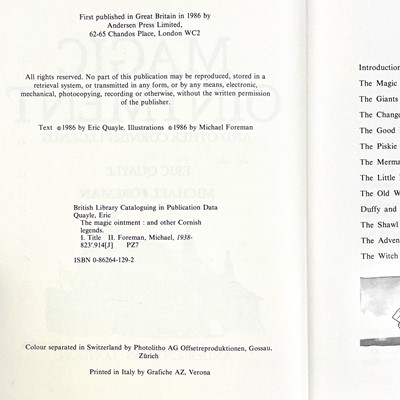 First published in Great Britain in 1986 by
Andersen Press Limited,
62-65 Chandos Place, London WC2
All rights reserved. No part of this publication may be reproduced, stored in a
retrieval system, or transmitted in any form, or by any means, electronic,
mechanical, photocopying, recording or otherwise, without the written permission
of the publisher.
Text ©1986 by Eric Quayle. Illustrations ©1986 by Michael Foreman
British Library Cataloguing in Publication Data
Quayle, Eric
The magic ointment : and other Cornish
legends.
I. Title II. Foreman, Michael, 1938-
823'.914[J] PZ7
ISBN 0-86264-129-2
Colour separated in Switzerland by Photolitho AG Offsetreproduktionen, Gossau,
Zürich
Printed in Italy by Grafiche AZ, Verona
Introduction
The Magic
The Giants
The Change
The Good
The Piskie
The Merma
The Little
The Old W
Duffy and
The Shawl
The Adven
The Witch